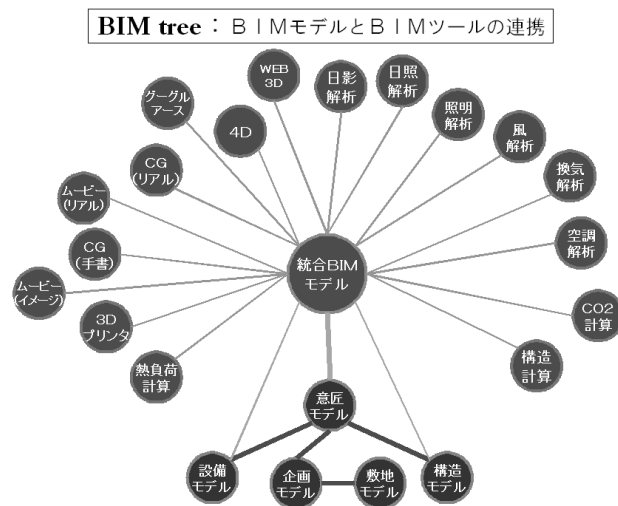 BIM tree：ＢＩＭモデルとＢＩＭツールの連携
WEB
3D
日影
解析
日照
解析
グーグル
アース
4D
照明
解析
風
解析
CG
(リアル)
換気
解析
ムービー
(リアル)
CG
(手書)
空調
解析
統合BIM
モデル
ムービー
(イメージ)
3D
プリンタ
CO2
計算
熱負荷
計算
構造
計算
意匠
モデル
設備
モデル
企画
モデル
敷地
モデル
構造
モデル